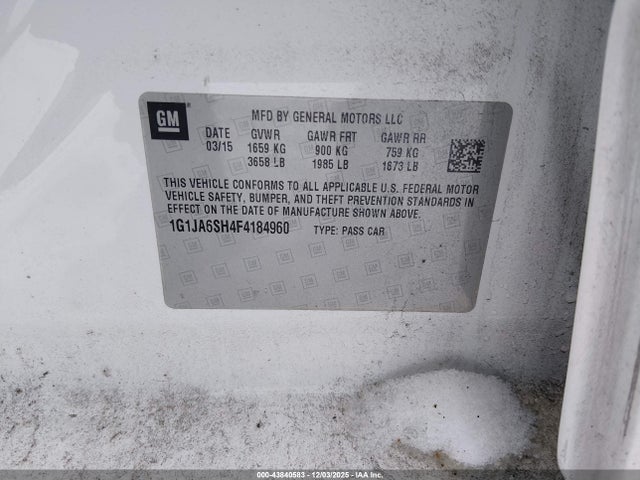 GM
MFD BY GENERAL MOTORS LLC
DATE GVWR GAWR FRT GAWR RR
03/15 1659 KG 900 KG 759 KG
3658 LB 1985 LB 1673 LB
THIS VEHICLE CONFORMS TO ALL APPLICABLE U.S. FEDERAL MOTOR
VEHICLE SAFETY, BUMPER, AND THEFT PREVENTION STANDARDS IN
EFFECT ON THE DATE OF MANUFACTURE SHOWN ABOVE.
1G1JA6SH4F4184960 TYPE: PASS CAR
000-43840583 - 12/03/2025 - IAA Inc.